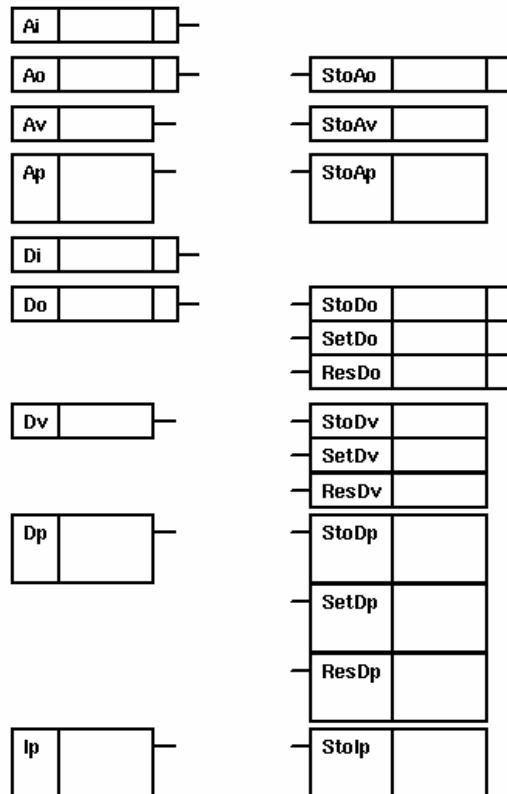 Ai
Ao StoAo
Av StoAv
Ap StoAp
Di
Do StoDo
SetDo
ResDo
Dv StoDv
SetDv
ResDv
Dp StoDp
SetDp
ResDp
Ip StoIp